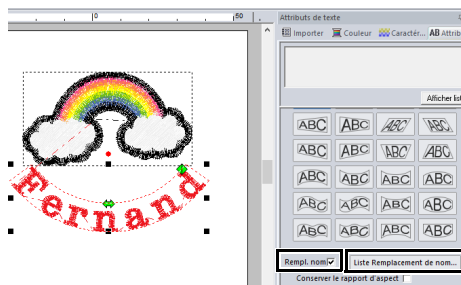 0 50
Attributs de texte
Importer Couleur Caractèr... AB Attrib
Afficher list
ABC ABC ABC ABC
ABC ABC ABC ABC
ABC ABC ABC ABC
ABC ABC ABC ABC
ABC ABC ABC ABC
Fernand
Rempl. nom Liste Remplacement de nom...
Conserver le rapport d'aspect